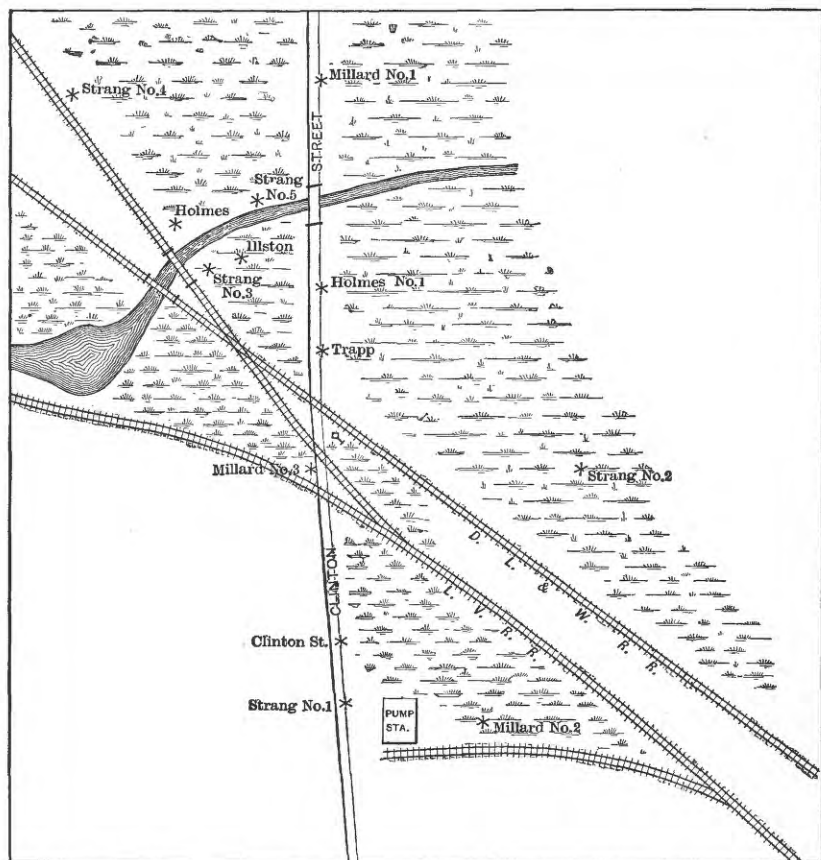 Millard No.1
Strang No.4
STREET
Strang
No.5
Holmes
Illston
Strang
No.3
Holmes No.1
Trapp
Millard No.3
Strang No.2
D. L. & W. R. R.
CLINTON
L. V. R. R.
Clinton St.
Strang No.1
PUMP
STA.
Millard No.2